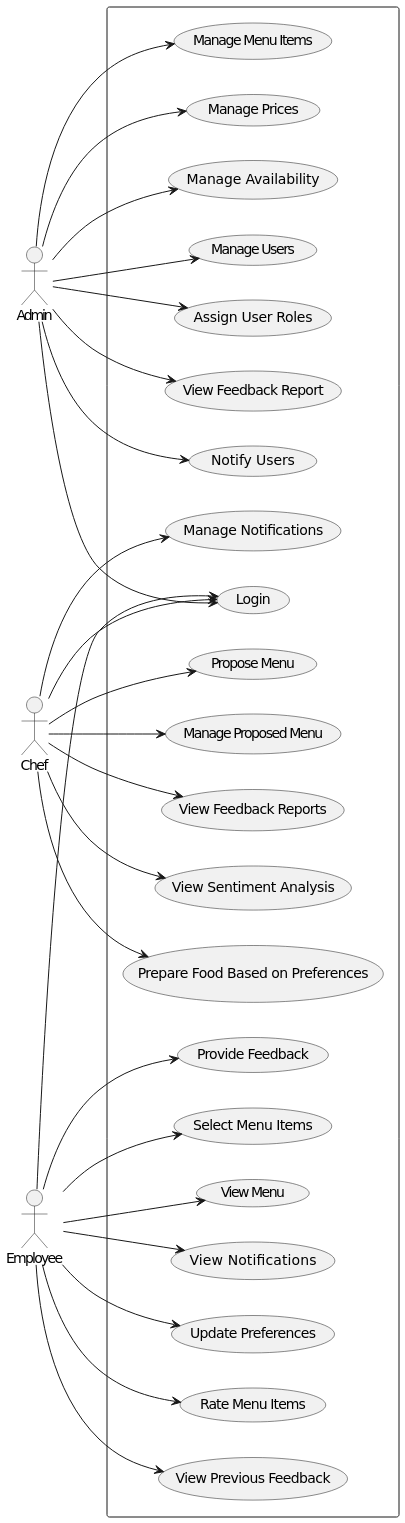 Manage Menu Items
Manage Prices
Manage Availability
Manage Users
Admin
Assign User Roles
View Feedback Report
Notify Users
Manage Notifications
Login
Propose Menu
Manage Proposed Menu
Chef
View Feedback Reports
View Sentiment Analysis
Prepare Food Based on Preferences
Provide Feedback
Select Menu Items
View Menu
Employee
View Notifications
Update Preferences
Rate Menu Items
View Previous Feedback